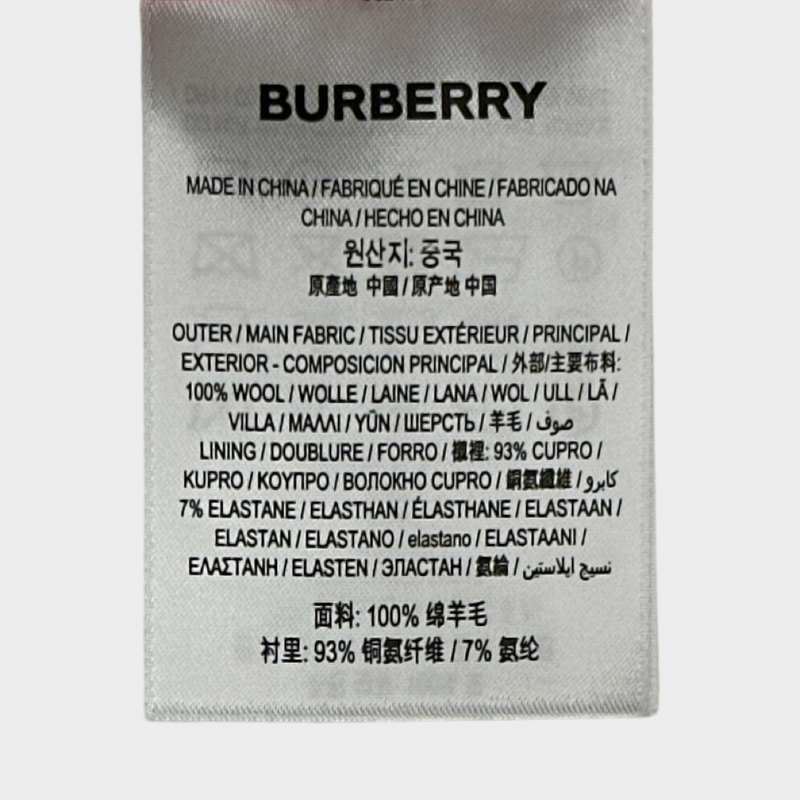 BURBERRY
MADE IN CHINA / FABRIQUÉ EN CHINE / FABRICADO NA
CHINA / HECHO EN CHINA
원산지: 중국
原產地 中國 / 原产地 中国
OUTER / MAIN FABRIC / TISSU EXTÉRIEUR / PRINCIPAL /
EXTERIOR - COMPOSICION PRINCIPAL / 外部/主要布料:
100% WOOL / WOLLE / LAINE / LANA / WOL / ULL / LÃ /
VILLA / ΜΑΛΛΙ / YÜN / ШЕРСТЬ / 羊毛 / صوف
LINING / DOUBLURE / FORRO / 襯裡: 93% CUPRO /
KUPRO / ΚΟΥΠΡΟ / ВОЛОКНО CUPRO / 銅氨纖維 / كابرو
7% ELASTANE / ELASTHAN / ÉLASTHANE / ELASTAAN /
ELASTAN / ELASTANO / elastano / ELASTAANI /
ΕΛΑΣΤΑΝΗ / ELASTEN / ЭЛАСТАН / 氨綸 / نسيج ايلاستين
面料: 100% 绵羊毛
衬里: 93% 铜氨纤维 / 7% 氨纶